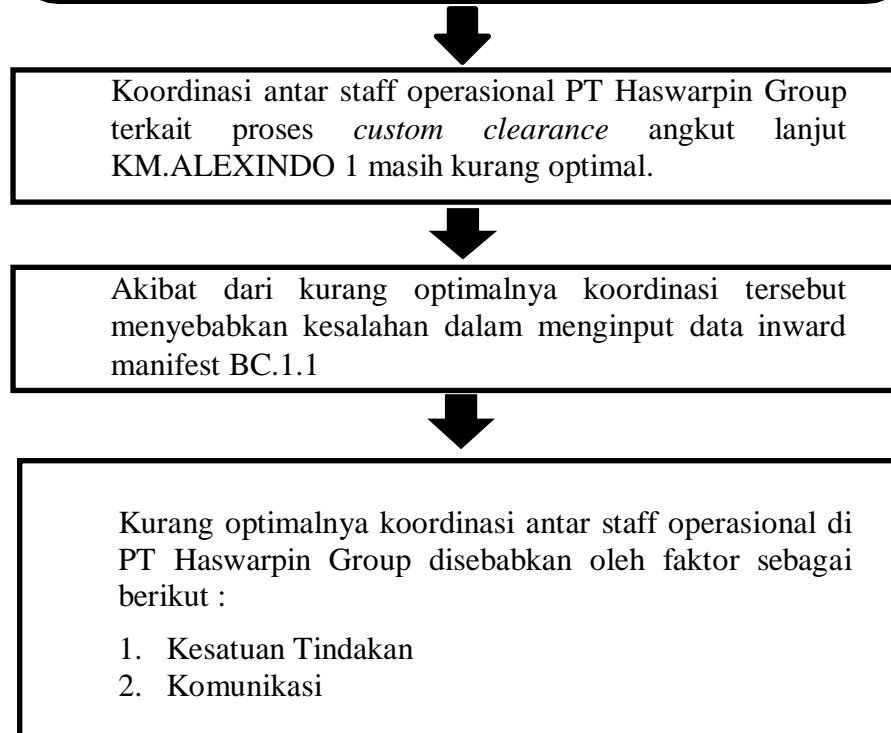 Koordinasi antar staff operasional PT Haswarpin Group
terkait proses custom clearance angkut lanjut
KM.ALEXINDO 1 masih kurang optimal.
Akibat dari kurang optimalnya koordinasi tersebut
menyebabkan kesalahan dalam menginput data inward
manifest BC.1.1
Kurang optimalnya koordinasi antar staff operasional di
PT Haswarpin Group disebabkan oleh faktor sebagai
berikut :
1. Kesatuan Tindakan
2. Komunikasi